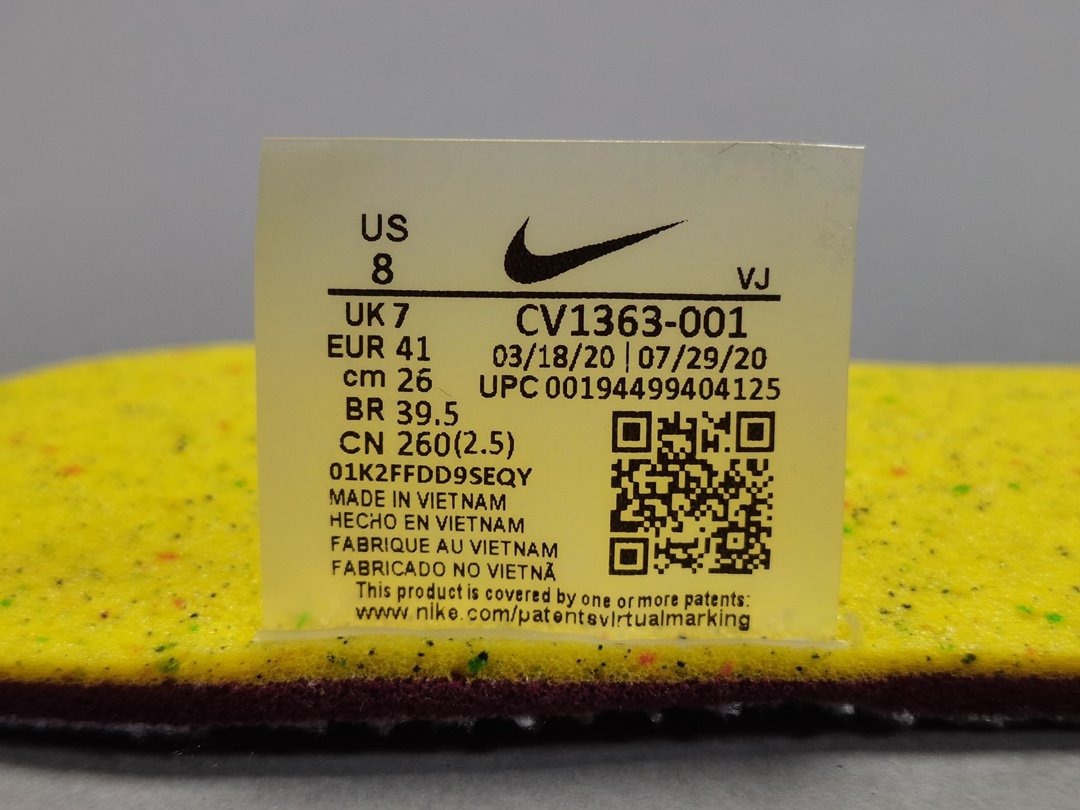 US
8
VJ
UK 7
EUR 41
cm 26
BR 39.5
CN 260(2.5)
01K2FFDD9SEQY
CV1363-001
03/18/20 | 07/29/20
UPC 00194499404125
MADE IN VIETNAM
HECHO EN VIETNAM
FABRIQUE AU VIETNAM
FABRICADO NO VIETNÃ
This product is covered by one or more patents:
www.nike.com/patentsvirtualmarking